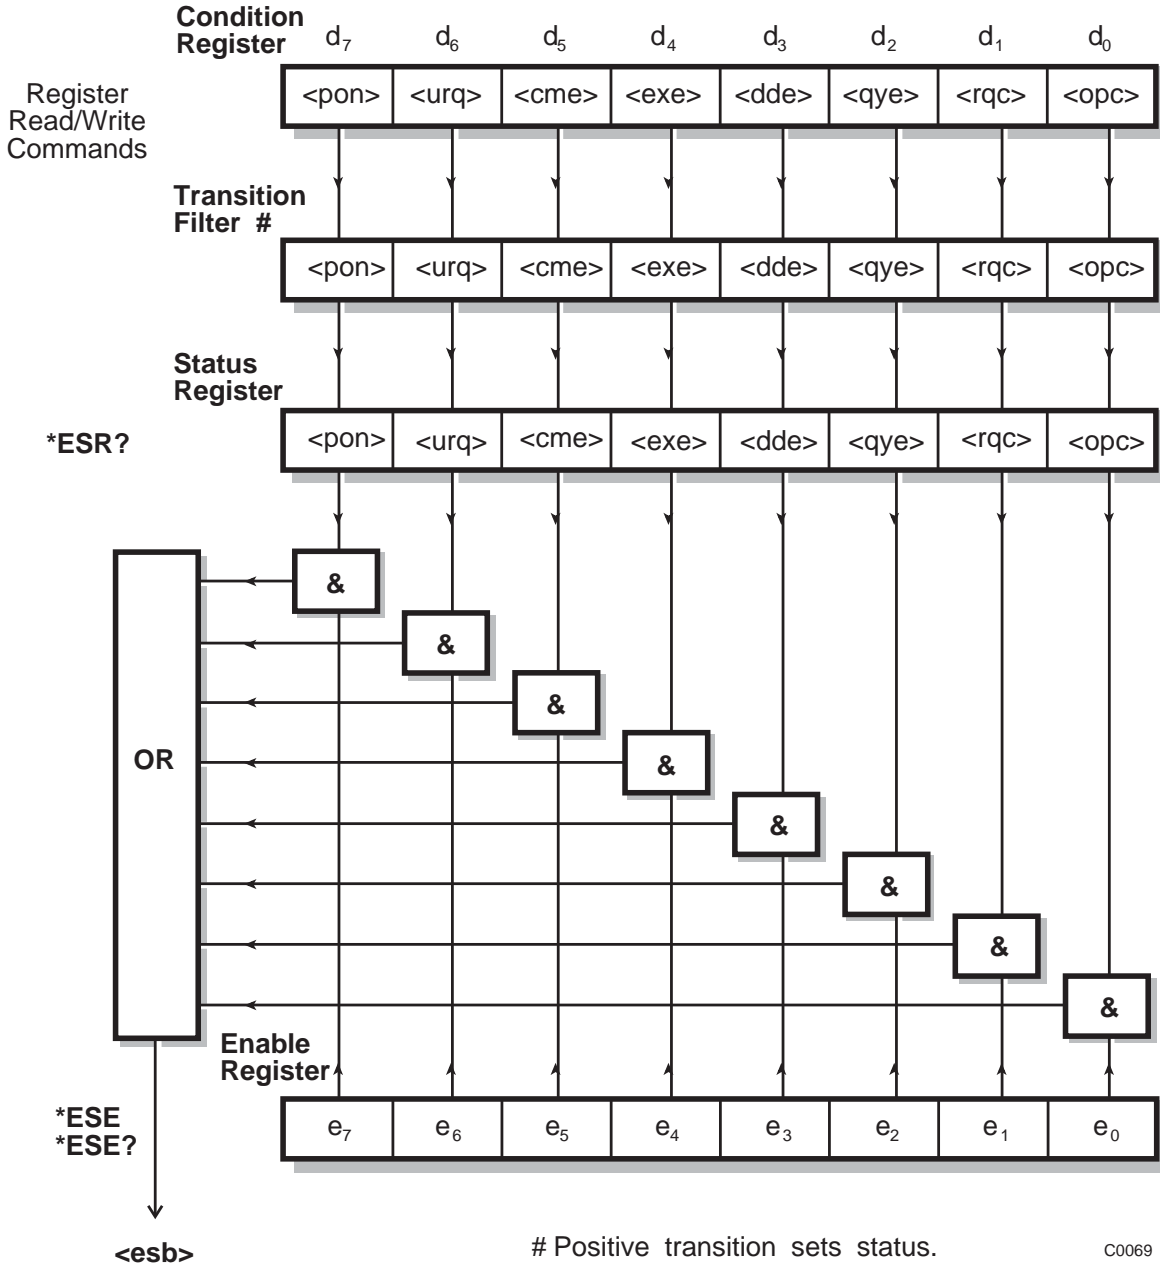 Condition
Register d7 d6 d5 d4 d3 d2 d1 d0
Register
Read/Write
Commands
<pon> <urq> <cme> <exe> <dde> <qye> <rqc> <opc>
Transition
Filter #
<pon> <urq> <cme> <exe> <dde> <qye> <rqc> <opc>
Status
Register
*ESR? <pon> <urq> <cme> <exe> <dde> <qye> <rqc> <opc>
&
&
&
&
&
&
&
&
OR
Enable
Register
*ESE
*ESE?
e7 e6 e5 e4 e3 e2 e1 e0
<esb>
# Positive transition sets status.
C0069